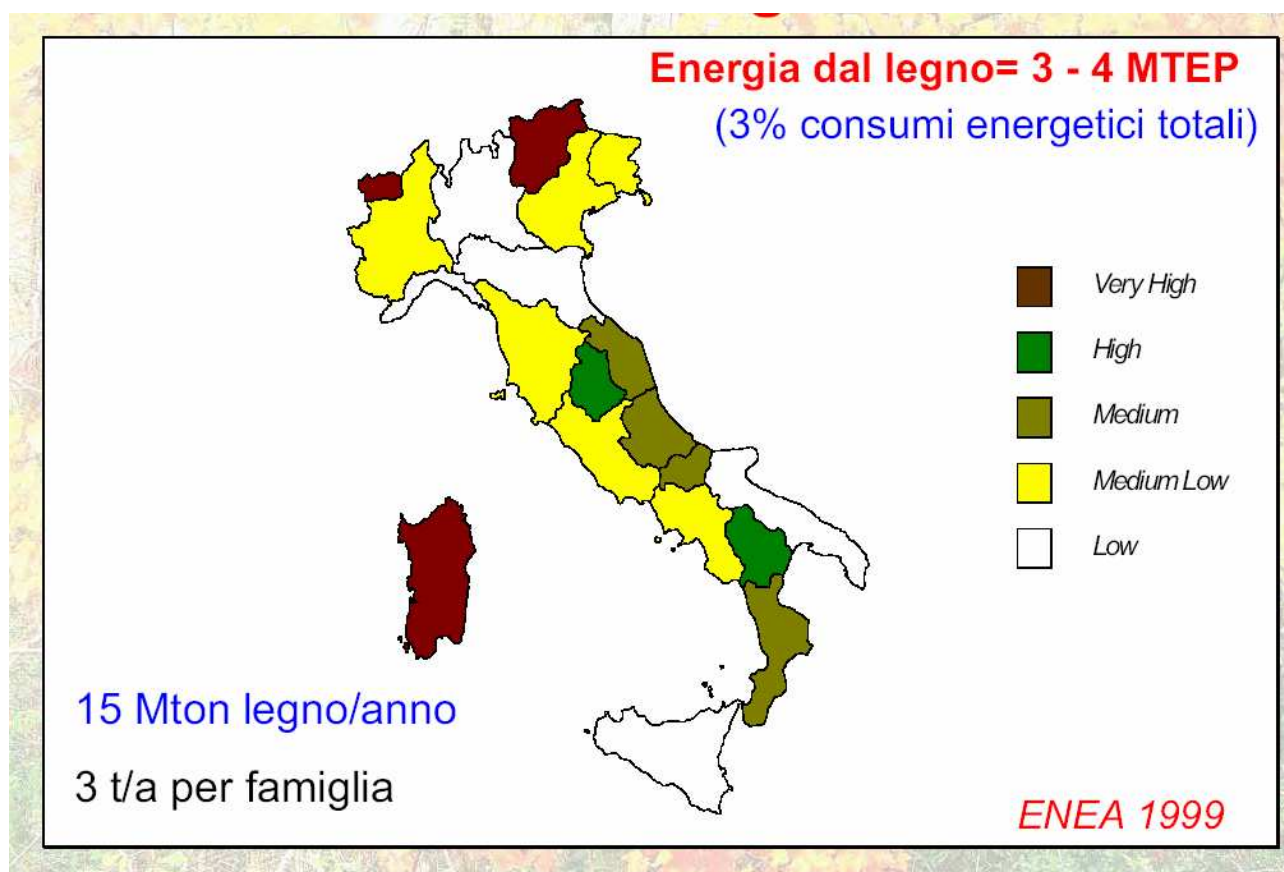 Energia dal legno= 3 - 4 MTEP
(3% consumi energetici totali)
Very High
High
Medium
Medium Low
Low
15 Mton legno/anno
3 t/a per famiglia
ENEA 1999